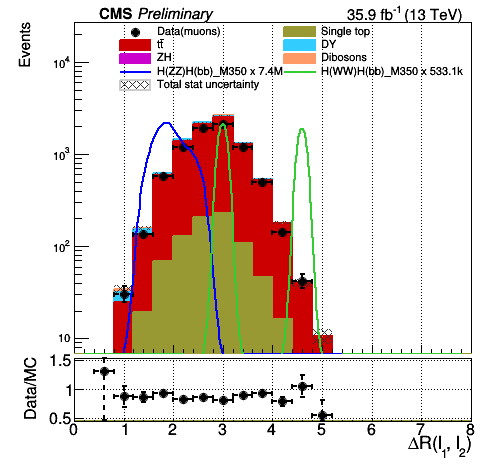 CMS Preliminary 35.9 fb⁻¹ (13 TeV)
Events
Data(muons) Single top
tt̄ DY
ZH Dibosons
H(ZZ)H(bb)_M350 x 7.4M H(WW)H(bb)_M350 x 533.1k
Total stat uncertainty
10⁴
10³
10²
10
Data/MC
1.5
1
0.5
0 1 2 3 4 5 6 7 8
ΔR(l₁, l₂)